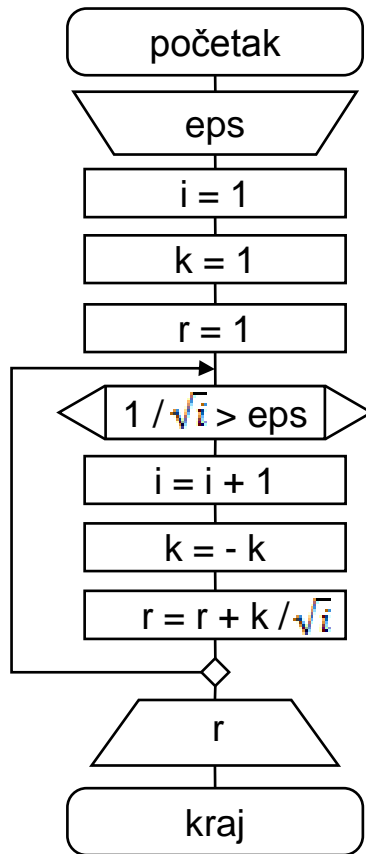 početak
eps
i = 1
k = 1
r = 1
1 / √i > eps
i = i + 1
k = - k
r = r + k / √i
r
kraj